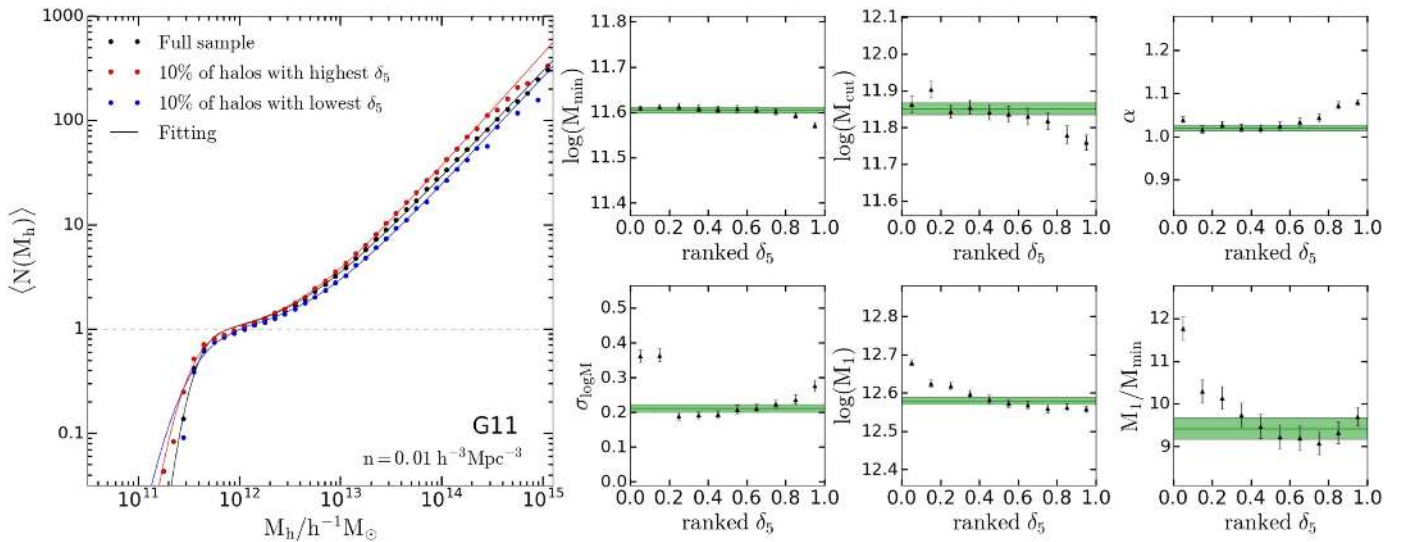 1000
100
10
1
0.1
⟨N(M_h)⟩
Full sample
10% of halos with highest δ_5
10% of halos with lowest δ_5
Fitting
G11
n=0.01 h^{-3}Mpc^{-3}
10^{11} 10^{12} 10^{13} 10^{14} 10^{15}
M_h/h^{-1}M_⊙
11.8
11.7
11.6
11.5
11.4
log(M_min)
0.0 0.2 0.4 0.6 0.8 1.0
ranked δ_5
12.1
12.0
11.9
11.8
11.7
11.6
log(M_cut)
0.0 0.2 0.4 0.6 0.8 1.0
ranked δ_5
1.2
1.1
1.0
0.9
α
0.0 0.2 0.4 0.6 0.8 1.0
ranked δ_5
0.5
0.4
0.3
0.2
0.1
0.0
σ_logM
0.0 0.2 0.4 0.6 0.8 1.0
ranked δ_5
12.8
12.7
12.6
12.5
12.4
log(M_1)
0.0 0.2 0.4 0.6 0.8 1.0
ranked δ_5
12
11
10
9
M_1/M_min
0.0 0.2 0.4 0.6 0.8 1.0
ranked δ_5